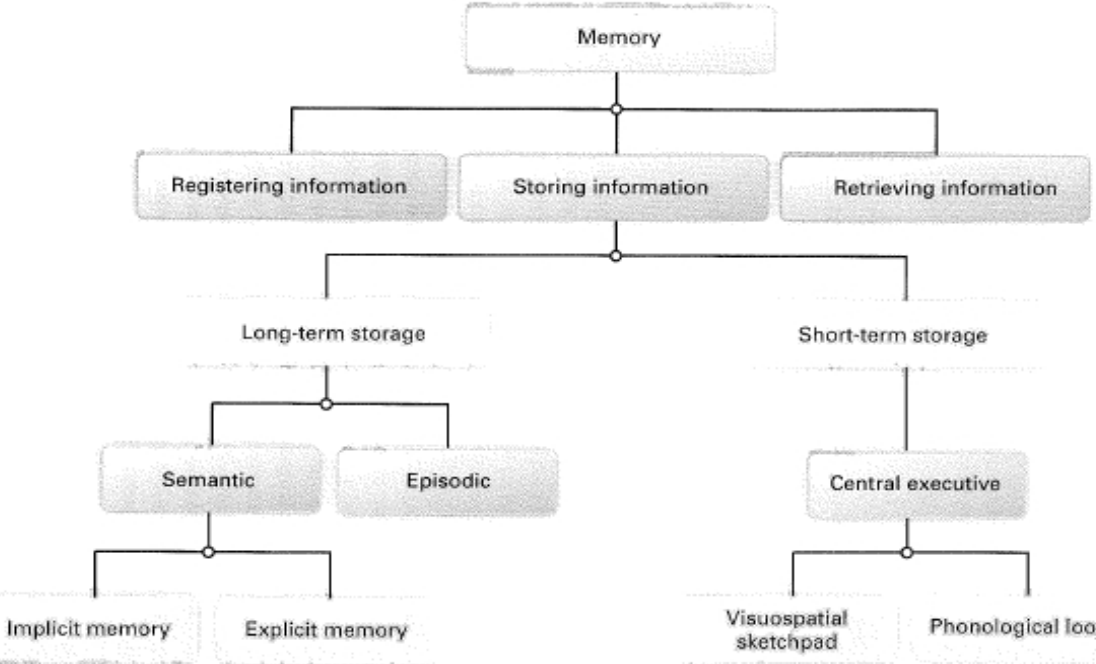 Memory
Registering information
Storing information
Retrieving information
Long-term storage
Short-term storage
Semantic
Episodic
Central executive
Implicit memory
Explicit memory
Visuospatial
sketchpad
Phonological loo